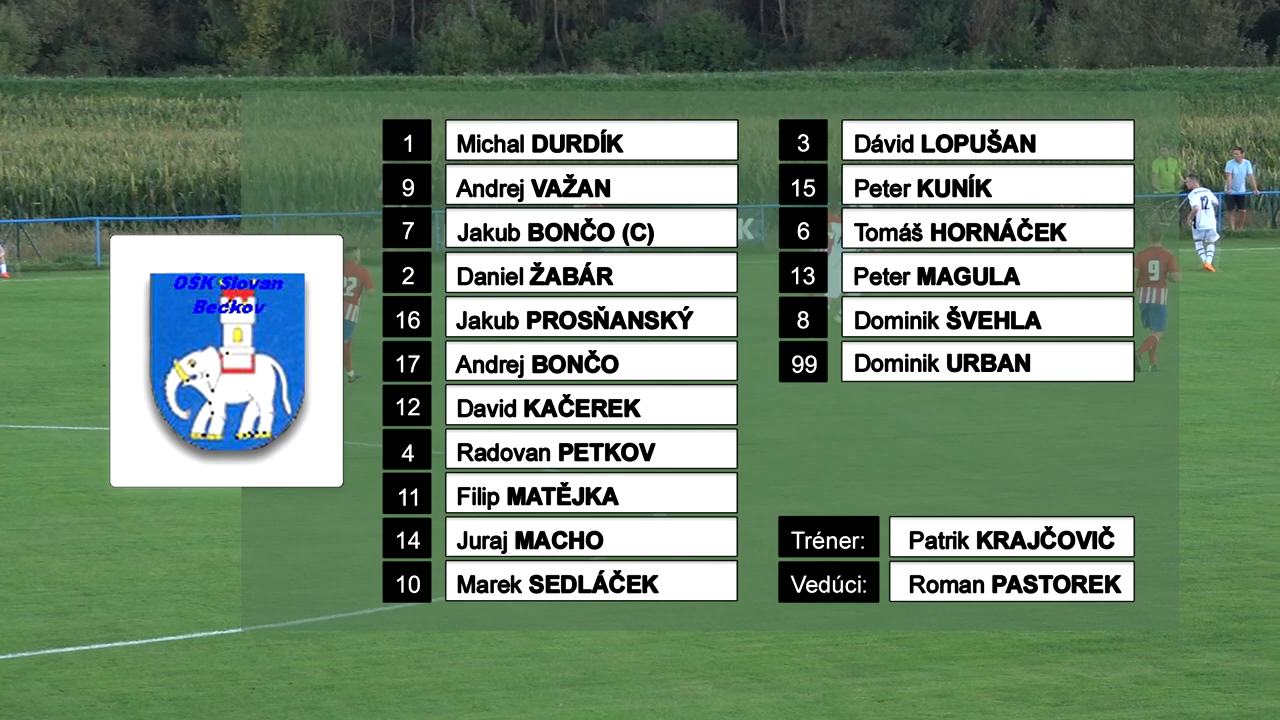 OŠK Slovan
Beckov
1 Michal DURDÍK
9 Andrej VAŽAN
7 Jakub BONČO (C)
2 Daniel ŽABÁR
16 Jakub PROSŇANSKÝ
17 Andrej BONČO
12 David KAČEREK
4 Radovan PETKOV
11 Filip MATĚJKA
14 Juraj MACHO
10 Marek SEDLÁČEK
3 Dávid LOPUŠAN
15 Peter KUNÍK
6 Tomáš HORNÁČEK
13 Peter MAGULA
8 Dominik ŠVEHLA
99 Dominik URBAN
Tréner: Patrik KRAJČOVIČ
Vedúci: Roman PASTOREK
12
9